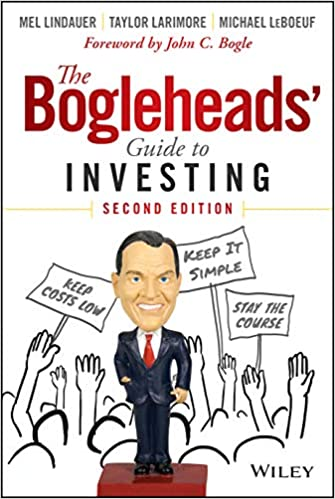 MEL LINDAUER | TAYLOR LARIMORE | MICHAEL LEBOEUF
Foreword by John C. Bogle
The
Bogleheads'
Guide to
INVESTING
SECOND EDITION
KEEP IT
SIMPLE
KEEP
COSTS LOW
STAY THE
COURSE
WILEY